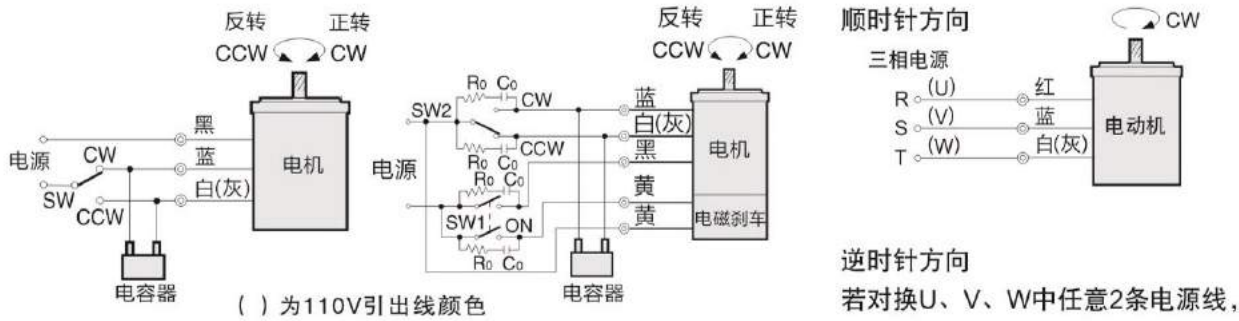 反转 正转
CCW CW
黑
电源 CW 蓝 电机
SW 白(灰)
CCW
电容器
反转 正转
CCW CW
R₀ C₀
CW 蓝
SW2 白(灰)
CCW 黑 电机
R₀ C₀
电源
R₀ C₀ 黄
SW1 ON 黄 电磁刹车
R₀ C₀
电容器
( ) 为110V引出线颜色
顺时针方向 CW
三相电源
R (U) 红
S (V) 蓝 电动机
T (W) 白(灰)
逆时针方向
若对换U、V、W中任意2条电源线,